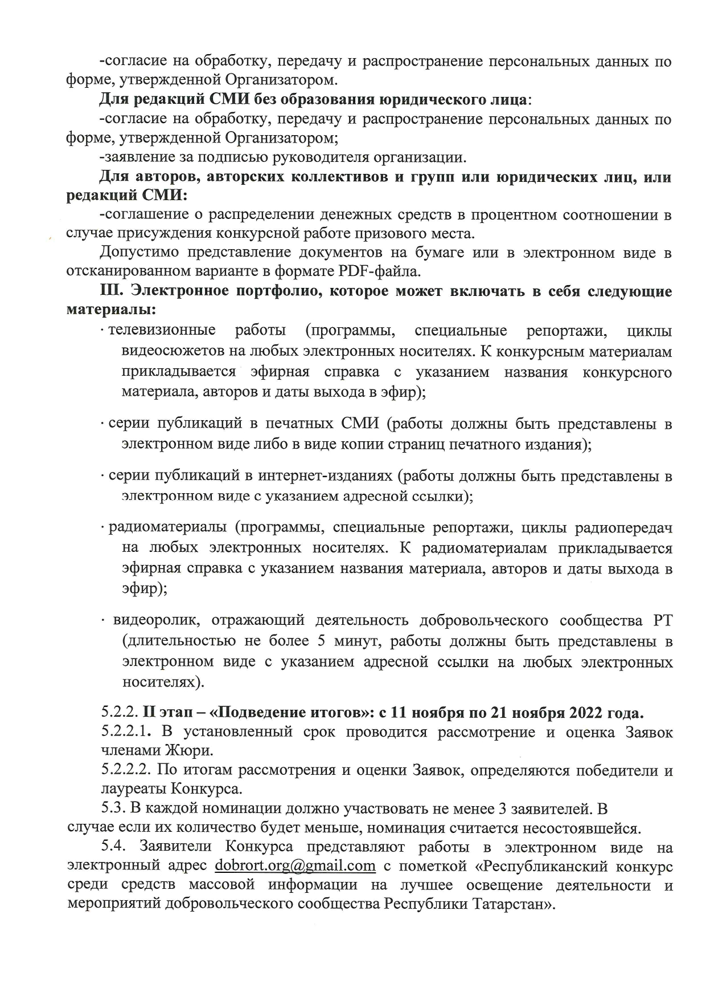 -согласие на обработку, передачу и распространение персональных данных по
форме, утвержденной Организатором.
Для редакций СМИ без образования юридического лица:
-согласие на обработку, передачу и распространение персональных данных по
форме, утвержденной Организатором;
-заявление за подписью руководителя организации.
Для авторов, авторских коллективов и групп или юридических лиц, или
редакций СМИ:
-соглашение о распределении денежных средств в процентном соотношении в
случае присуждения конкурсной работе призового места.
Допустимо представление документов на бумаге или в электронном виде в
отсканированном варианте в формате PDF-файла.
III. Электронное портфолио, которое может включать в себя следующие
материалы:
· телевизионные работы (программы, специальные репортажи, циклы
видеосюжетов на любых электронных носителях. К конкурсным материалам
прикладывается эфирная справка с указанием названия конкурсного
материала, авторов и даты выхода в эфир);
· серии публикаций в печатных СМИ (работы должны быть представлены в
электронном виде либо в виде копии страниц печатного издания);
· серии публикаций в интернет-изданиях (работы должны быть представлены в
электронном виде с указанием адресной ссылки);
· радиоматериалы (программы, специальные репортажи, циклы радиопередач
на любых электронных носителях. К радиоматериалам прикладывается
эфирная справка с указанием названия материала, авторов и даты выхода в
эфир);
· видеоролик, отражающий деятельность добровольческого сообщества РТ
(длительностью не более 5 минут, работы должны быть представлены в
электронном виде с указанием адресной ссылки на любых электронных
носителях).
5.2.2. II этап – «Подведение итогов»: с 11 ноября по 21 ноября 2022 года.
5.2.2.1. В установленный срок проводится рассмотрение и оценка Заявок
членами Жюри.
5.2.2.2. По итогам рассмотрения и оценки Заявок, определяются победители и
лауреаты Конкурса.
5.3. В каждой номинации должно участвовать не менее 3 заявителей. В
случае если их количество будет меньше, номинация считается несостоявшейся.
5.4. Заявители Конкурса представляют работы в электронном виде на
электронный адрес dobrort.org@gmail.com с пометкой «Республиканский конкурс
среди средств массовой информации на лучшее освещение деятельности и
мероприятий добровольческого сообщества Республики Татарстан».